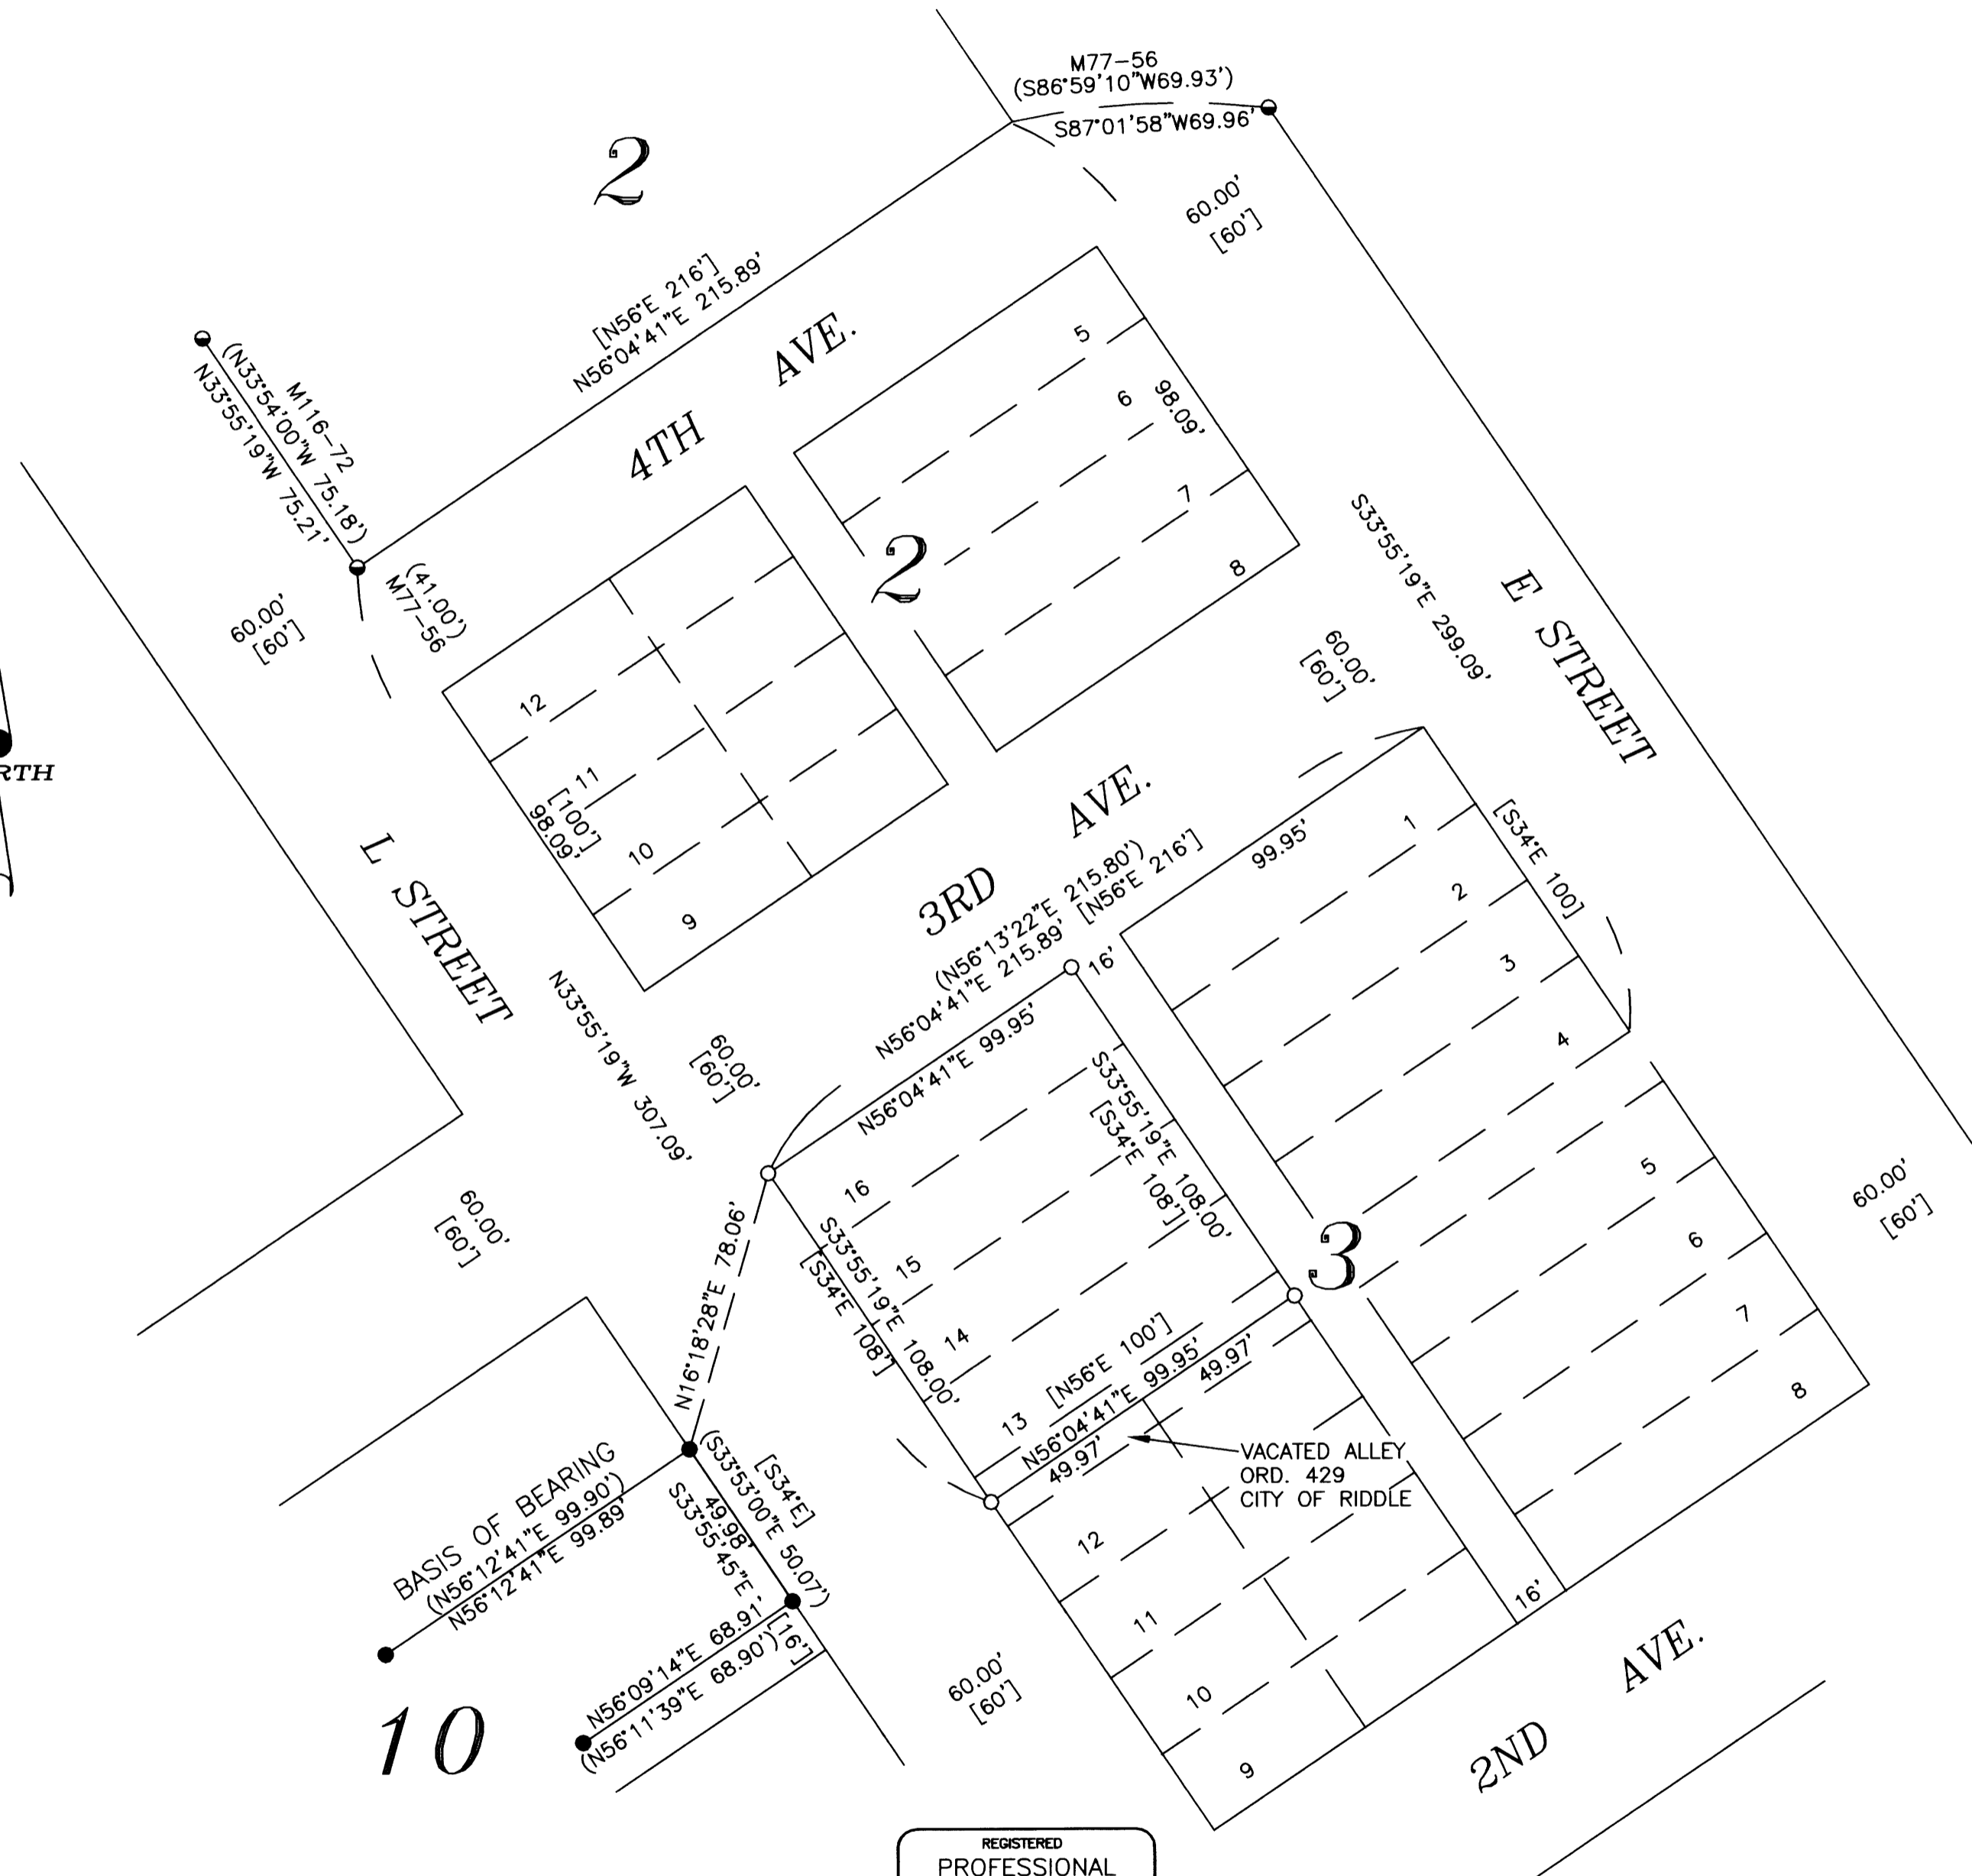 M77-56
(S86°59'10"W69.93')
S87°01'58"W69.96'
2
60.00'
[60']
[N56°E 216']
N56°04'41"E 215.89'
M116-72
(N33°54'00"W 75.18')
N33°55'19"W 75.21'
4TH AVE.
5
6
98.09'
7
8
2
(41.00')
M77-56
60.00'
[60']
S33°55'19"E 299.09'
E STREET
60.00'
[60']
12
11
[100']
98.09'
10
9
RTH
L STREET
3RD AVE.
(N56°13'22"E 215.80')
N56°04'41"E 215.89' [N56°E 216']
99.95'
1
[S34°E 100]
2
3
4
16'
N56°04'41"E 99.95'
N33°55'19"W 307.09'
60.00'
[60']
S33°55'19"E 108.00'
[S34°E 108']
60.00'
[60']
16
15
14
13
S33°55'19"E 108.00'
[S34°E 108']
N16°18'28"E 78.06'
3
5
6
7
8
60.00'
[60']
[N56°E 100']
N56°04'41"E 99.95'
49.97'
49.97'
VACATED ALLEY
ORD. 429
CITY OF RIDDLE
12
11
10
9
16'
BASIS OF BEARING
(N56°12'41"E 99.90')
N56°12'41"E 99.89'
[S34°E]
(S33°53'00"E 50.07')
49.98'
S33°55'45"E
N56°09'14"E 68.91'
(N56°11'39"E 68.90')
[16']
10
60.00'
[60']
2ND AVE.
REGISTERED
PROFESSIONAL